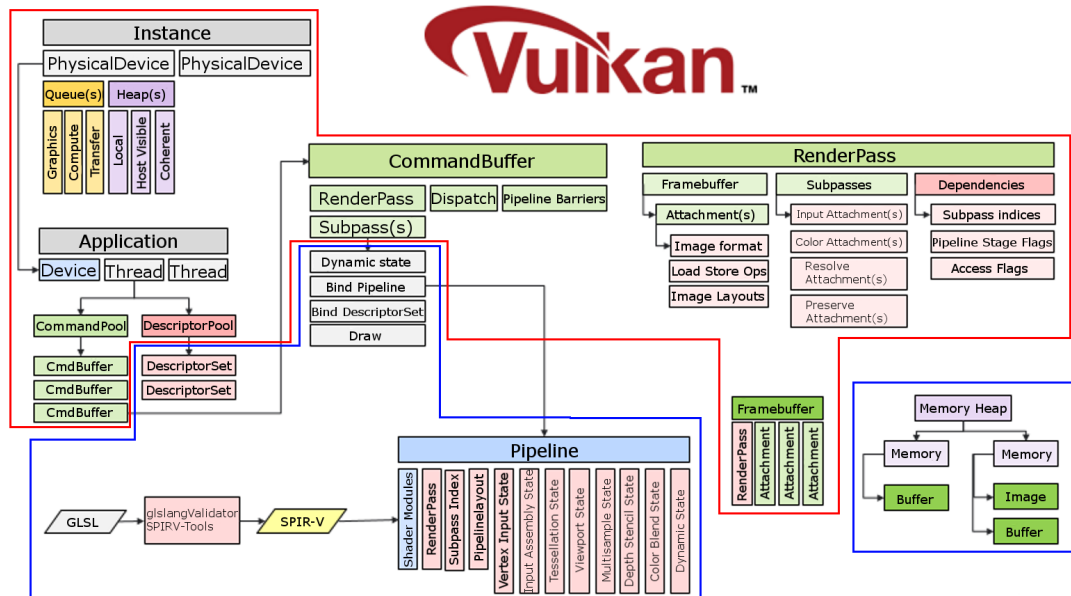 Instance
PhysicalDevice
PhysicalDevice
Queue(s)
Heap(s)
Graphics
Compute
Transfer
Local
Host Visible
Coherent
Vulkan™
CommandBuffer
RenderPass
Dispatch
Pipeline Barriers
Subpass(s)
Dynamic state
Bind Pipeline
Bind DescriptorSet
Draw
RenderPass
Framebuffer
Attachment(s)
Image format
Load Store Ops
Image Layouts
Subpasses
Input Attachment(s)
Color Attachment(s)
Resolve
Attachment(s)
Preserve
Attachment(s)
Dependencies
Subpass indices
Pipeline Stage Flags
Access Flags
Application
Device
Thread
Thread
CommandPool
DescriptorPool
CmdBuffer
CmdBuffer
CmdBuffer
DescriptorSet
DescriptorSet
Framebuffer
RenderPass
Attachment
Attachment
Attachment
Memory Heap
Memory
Memory
Buffer
Image
Buffer
Pipeline
Shader Modules
RenderPass
Subpass Index
Pipelinelayout
Vertex Input State
Input Assembly State
Tessellation State
Viewport State
Multisample State
Depth Stencil State
Color Blend State
Dynamic State
GLSL
glslangValidator
SPIRV-Tools
SPIR-V